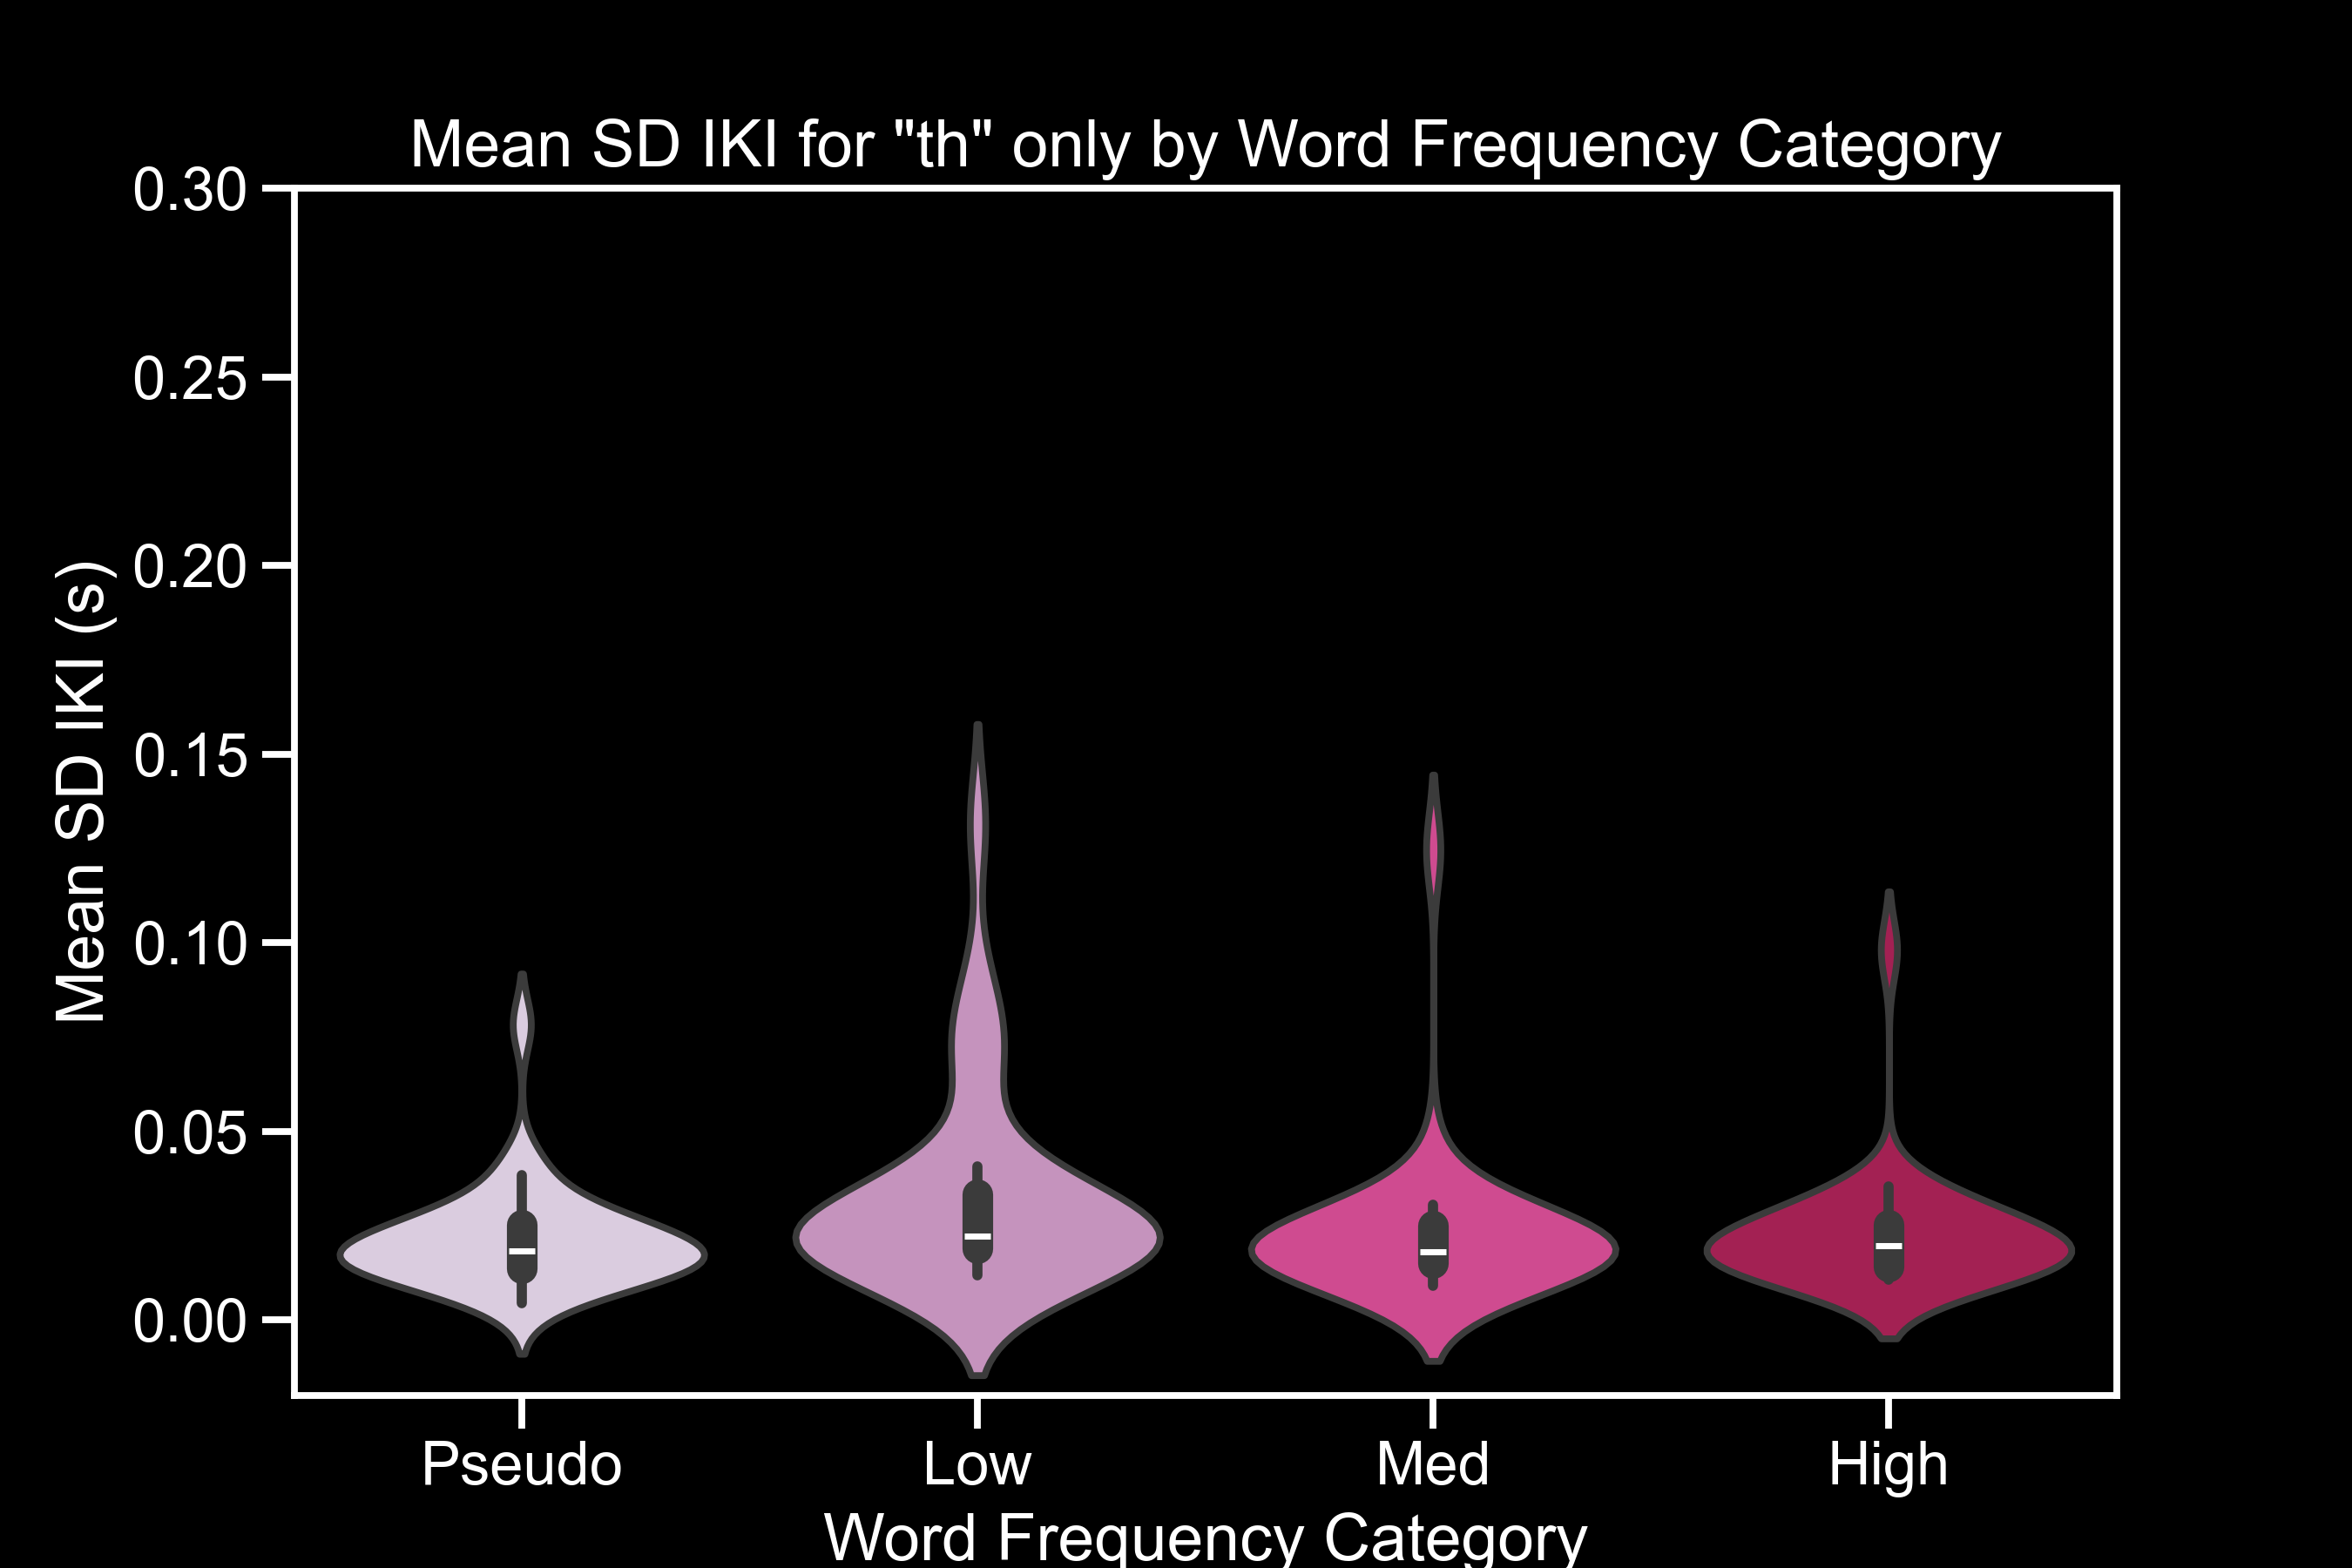 Mean SD IKI for "th" only by Word Frequency Category
0.30
0.25
0.20
0.15
0.10
0.05
0.00
Mean SD IKI (s)
Pseudo Low Med High
Word Frequency Category